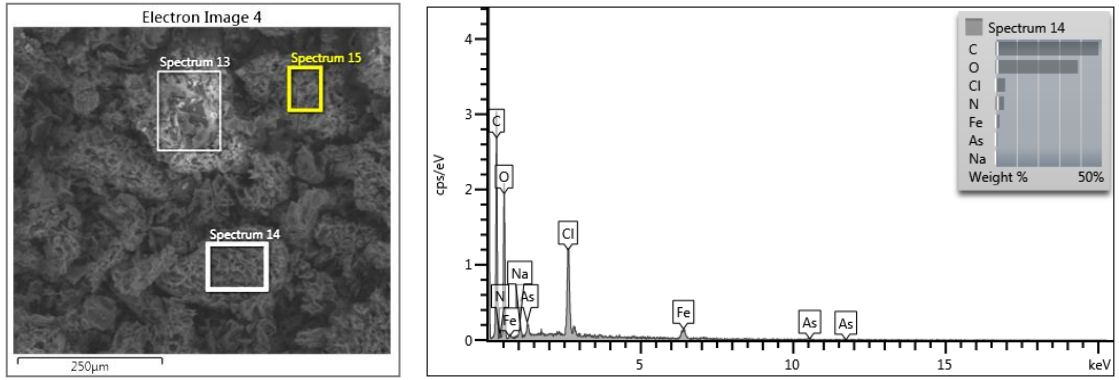 Electron Image 4
Spectrum 13
Spectrum 15
Spectrum 14
250μm
cps/eV
4
3
2
1
0
C
O
N
Fe
Na
As
Cl
Fe
As
As
5
10
15
keV
Spectrum 14
C
O
Cl
N
Fe
As
Na
Weight % 50%